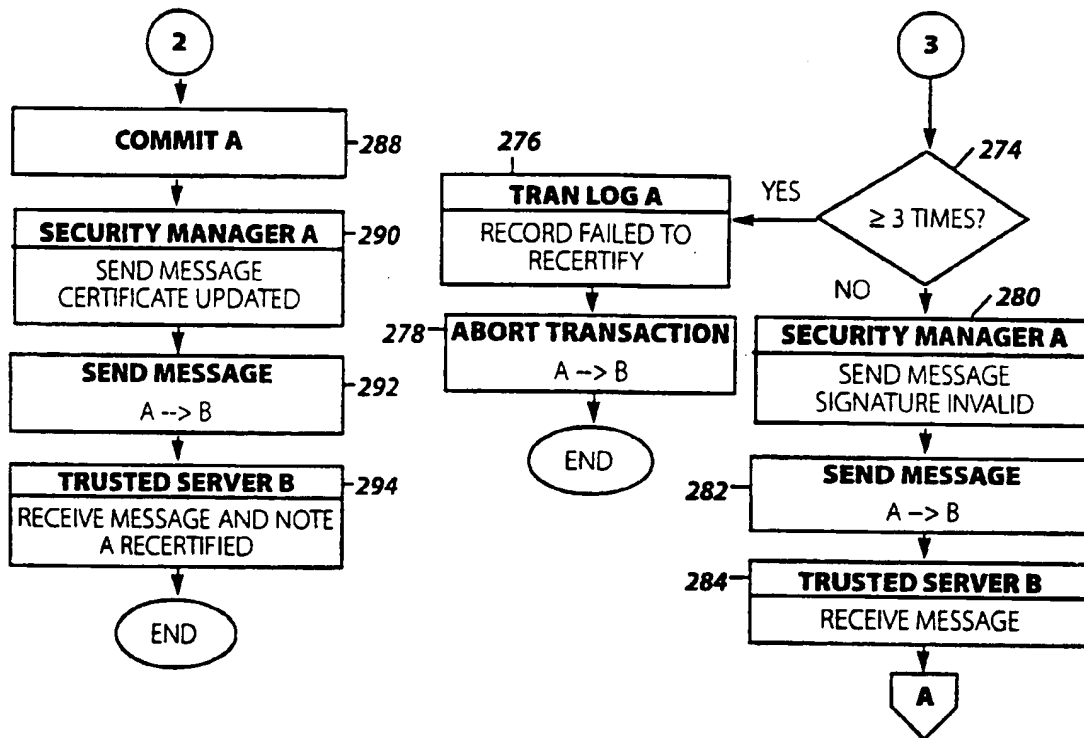 2
COMMIT A
288
SECURITY MANAGER A
290
SEND MESSAGE
CERTIFICATE UPDATED
SEND MESSAGE
292
A --> B
TRUSTED SERVER B
294
RECEIVE MESSAGE AND NOTE
A RECERTIFIED
END
3
274
≥ 3 TIMES?
YES
NO
276
TRAN LOG A
RECORD FAILED TO
RECERTIFY
278
ABORT TRANSACTION
A --> B
END
280
SECURITY MANAGER A
SEND MESSAGE
SIGNATURE INVALID
282
SEND MESSAGE
A --> B
284
TRUSTED SERVER B
RECEIVE MESSAGE
A